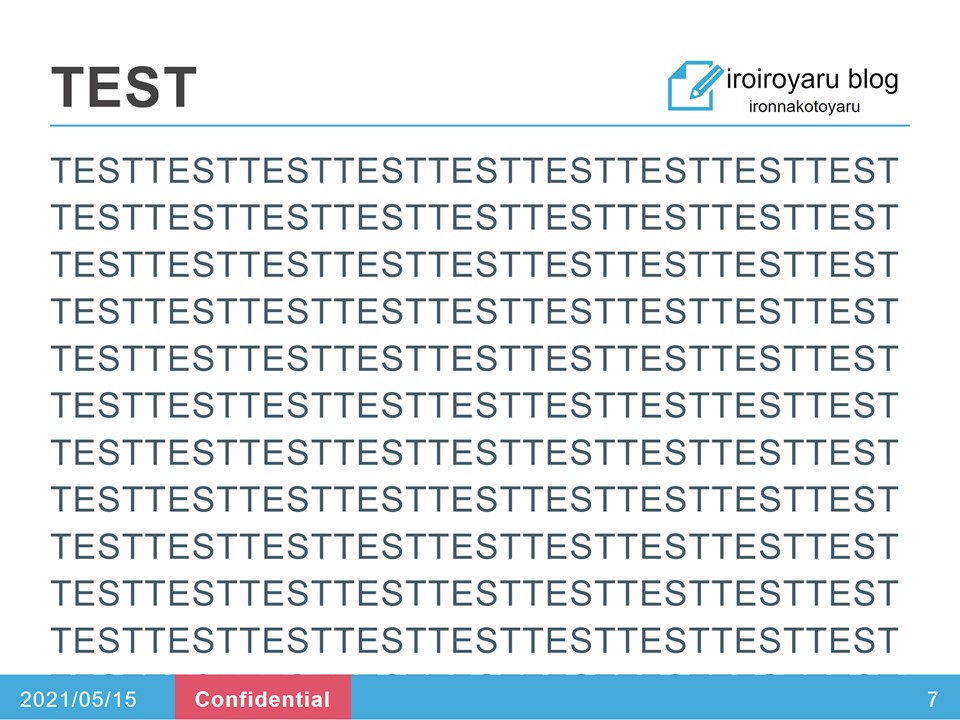 TEST
iroiroyaru blog
ironnakotoyaru
TESTTESTTESTTESTTESTTESTTESTTESTTEST
TESTTESTTESTTESTTESTTESTTESTTESTTEST
TESTTESTTESTTESTTESTTESTTESTTESTTEST
TESTTESTTESTTESTTESTTESTTESTTESTTEST
TESTTESTTESTTESTTESTTESTTESTTESTTEST
TESTTESTTESTTESTTESTTESTTESTTESTTEST
TESTTESTTESTTESTTESTTESTTESTTESTTEST
TESTTESTTESTTESTTESTTESTTESTTESTTEST
TESTTESTTESTTESTTESTTESTTESTTESTTEST
TESTTESTTESTTESTTESTTESTTESTTESTTEST
TESTTESTTESTTESTTESTTESTTESTTESTTEST
2021/05/15
Confidential
7